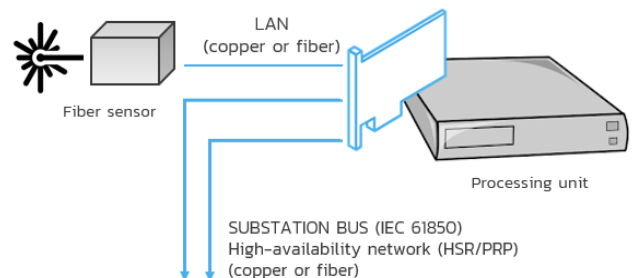 LAN
(copper or fiber)
Fiber sensor
Processing unit
SUBSTATION BUS (IEC 61850)
High-availability network (HSR/PRP)
(copper or fiber)